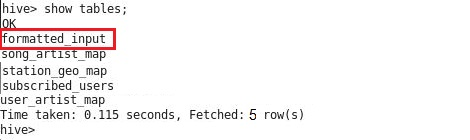 hive> show tables;
OK
formatted_input
song_artist_map
station_geo_map
subscribed_users
user_artist_map
Time taken: 0.115 seconds, Fetched: 5 row(s)
hive>